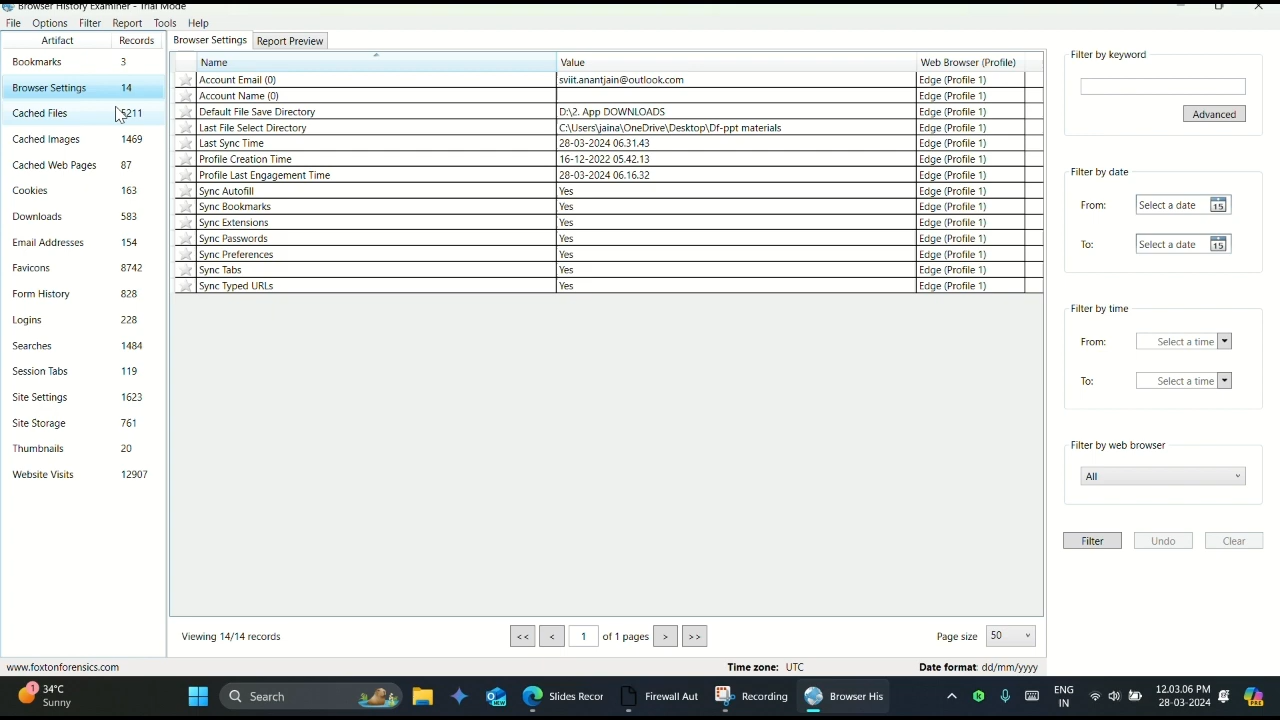 Browser History Examiner - Trial Mode
File Options Filter Report Tools Help
Artifact Records
Bookmarks 3
Browser Settings 14
Cached Files 5211
Cached Images 1469
Cached Web Pages 87
Cookies 163
Downloads 583
Email Addresses 154
Favicons 8742
Form History 828
Logins 228
Searches 1484
Session Tabs 119
Site Settings 1623
Site Storage 761
Thumbnails 20
Website Visits 12907
Browser Settings Report Preview
Name Value Web Browser (Profile)
Account Email (0) sviit.anantjain@outlook.com Edge (Profile 1)
Account Name (0) Edge (Profile 1)
Default File Save Directory D:\2. App DOWNLOADS Edge (Profile 1)
Last File Select Directory C:\Users\jaina\OneDrive\Desktop\Df-ppt materials Edge (Profile 1)
Last Sync Time 28-03-2024 06.31.43 Edge (Profile 1)
Profile Creation Time 16-12-2022 05.42.13 Edge (Profile 1)
Profile Last Engagement Time 28-03-2024 06.16.32 Edge (Profile 1)
Sync Autofill Yes Edge (Profile 1)
Sync Bookmarks Yes Edge (Profile 1)
Sync Extensions Yes Edge (Profile 1)
Sync Passwords Yes Edge (Profile 1)
Sync Preferences Yes Edge (Profile 1)
Sync Tabs Yes Edge (Profile 1)
Sync Typed URLs Yes Edge (Profile 1)
Viewing 14/14 records << < 1 of 1 pages > >> Page size 50
Filter by keyword
Advanced
Filter by date
From: Select a date 15
To: Select a date 15
Filter by time
From: Select a time
To: Select a time
Filter by web browser
All
Filter Undo Clear
www.foxtonforensics.com Time zone: UTC Date format: dd/mm/yyyy
1 34°C
Sunny
Search
NEW
Slides Recor
Firewall Aut
Recording
Browser His
ENG
IN
12.03.06 PM
28-03-2024
PRE